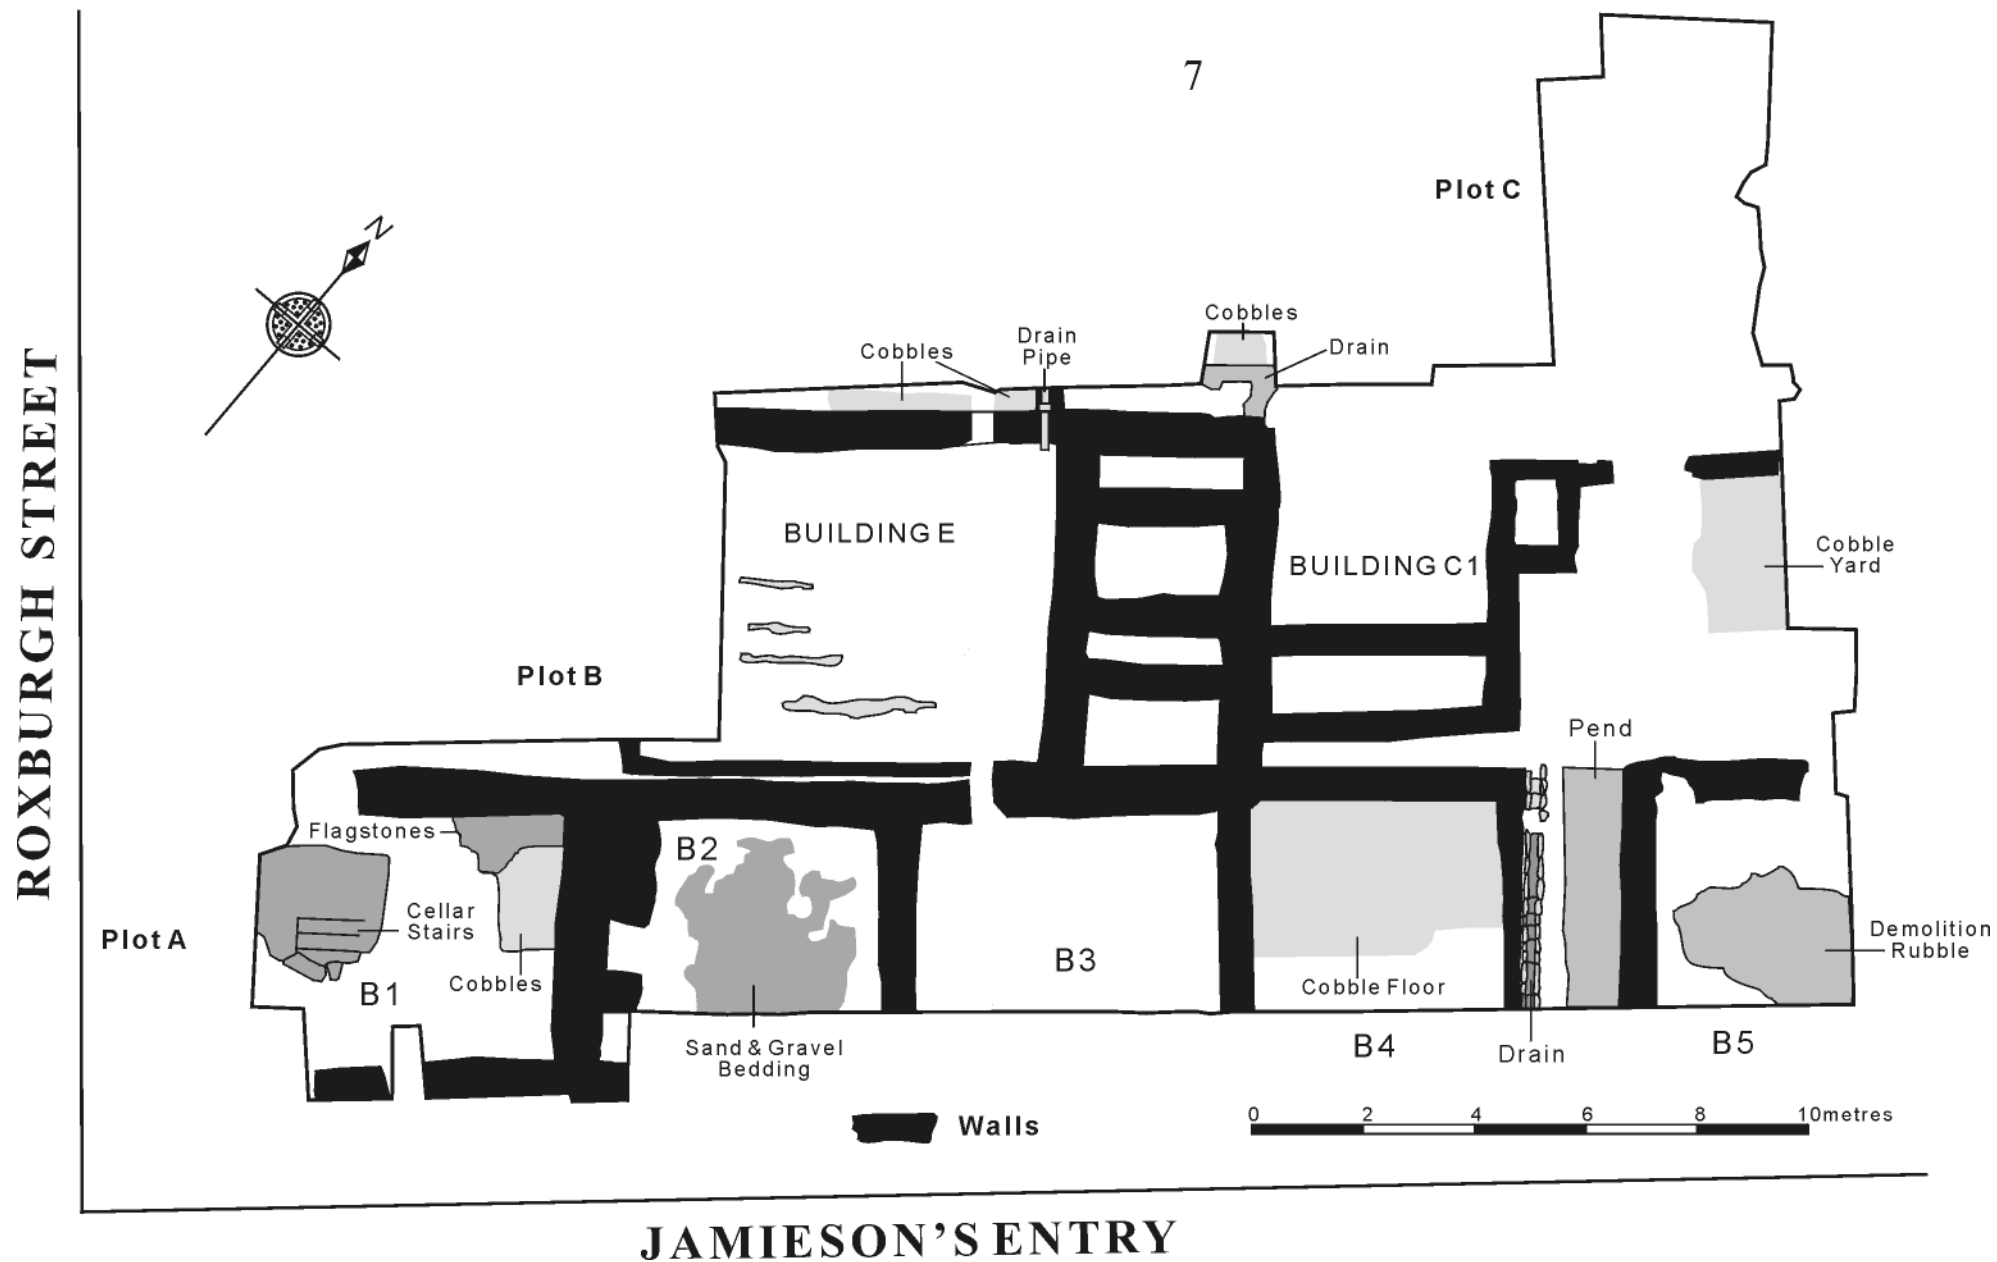 7
Plot C
N
Cobbles
Drain
Pipe
Cobbles
Drain
ROXBURGH STREET
BUILDING E
BUILDING C1
Cobble
Yard
Plot B
Pend
Flagstones
B2
Cellar
Stairs
Plot A
Demolition
Rubble
B3
Cobbles
B1
Cobble Floor
Sand & Gravel
Bedding
B4
Drain
B5
Walls
0 2 4 6 8 10metres
JAMIESON'S ENTRY